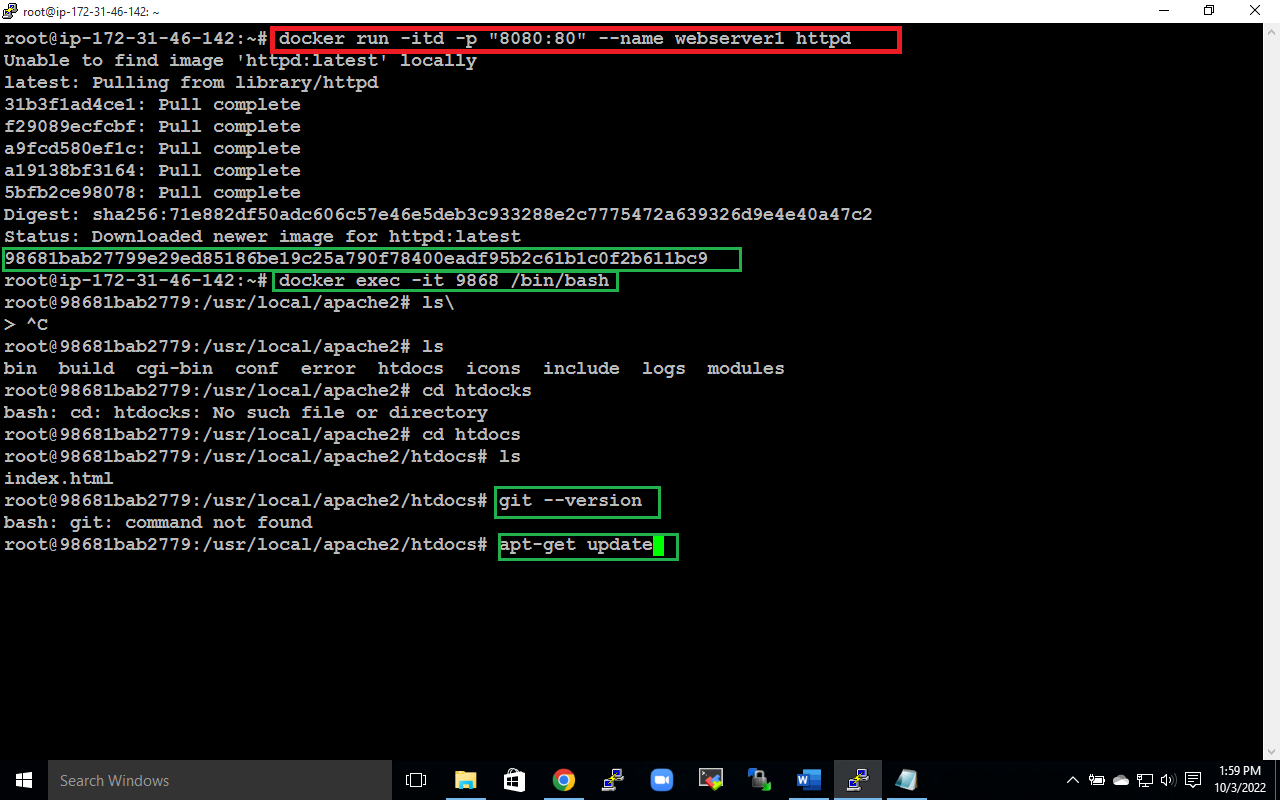 root@ip-172-31-46-142: ~
root@ip-172-31-46-142:~# docker run -itd -p "8080:80" --name webserver1 httpd
Unable to find image 'httpd:latest' locally
latest: Pulling from library/httpd
31b3f1ad4ce1: Pull complete
f29089ecfcbf: Pull complete
a9fcd580ef1c: Pull complete
a19138bf3164: Pull complete
5bfb2ce98078: Pull complete
Digest: sha256:71e882df50adc606c57e46e5deb3c933288e2c7775472a639326d9e4e40a47c2
Status: Downloaded newer image for httpd:latest
98681bab27799e29ed85186be19c25a790f78400eadf95b2c61b1c0f2b611bc9
root@ip-172-31-46-142:~# docker exec -it 9868 /bin/bash
root@98681bab2779:/usr/local/apache2# ls\
> ^C
root@98681bab2779:/usr/local/apache2# ls
bin  build  cgi-bin  conf  error  htdocs  icons  include  logs  modules
root@98681bab2779:/usr/local/apache2# cd htdocks
bash: cd: htdocks: No such file or directory
root@98681bab2779:/usr/local/apache2# cd htdocs
root@98681bab2779:/usr/local/apache2/htdocs# ls
index.html
root@98681bab2779:/usr/local/apache2/htdocs# git --version
bash: git: command not found
root@98681bab2779:/usr/local/apache2/htdocs# apt-get update
Search Windows
1:59 PM
10/3/2022